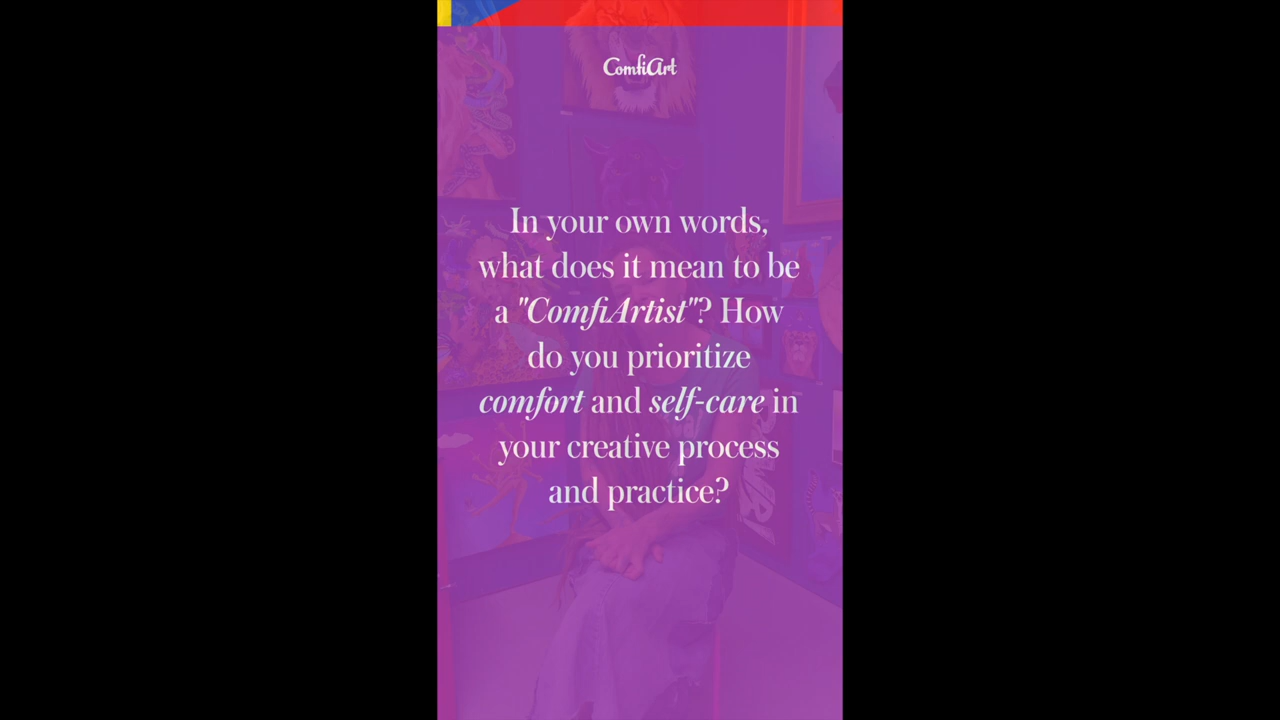 ComfiArt
In your own words,
what does it mean to be
a "ComfiArtist"? How
do you prioritize
comfort and self-care in
your creative process
and practice?